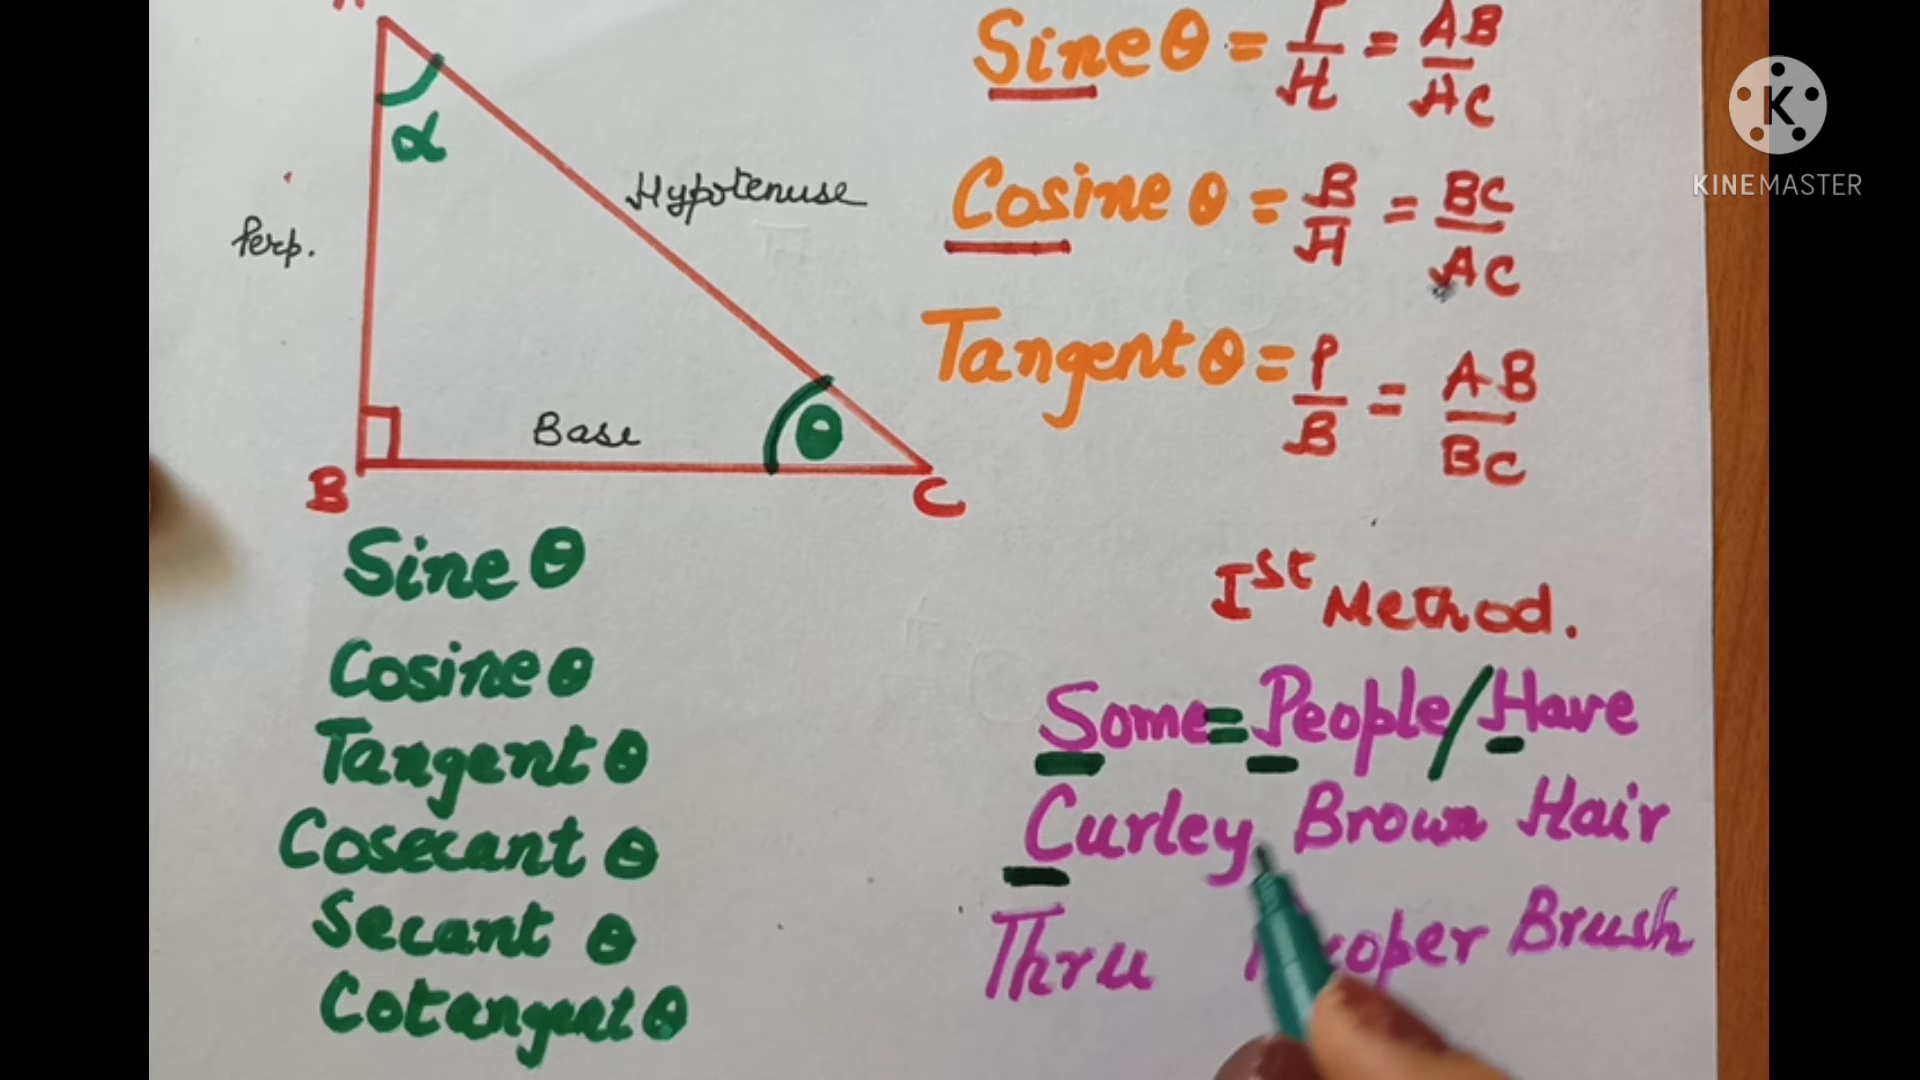 A
α
Perp.
Hypotenuse
Base
θ
B
C
Sine θ = P/H = AB/AC
Cosine θ = B/H = BC/AC
Tangent θ = P/B = AB/BC
KINEMASTER
Sine θ
Cosine θ
Tangent θ
Cosecant θ
Secant θ
Cotangent θ
Ist Method.
Some = People / Have
Curley Brown Hair
Thru Proper Brush